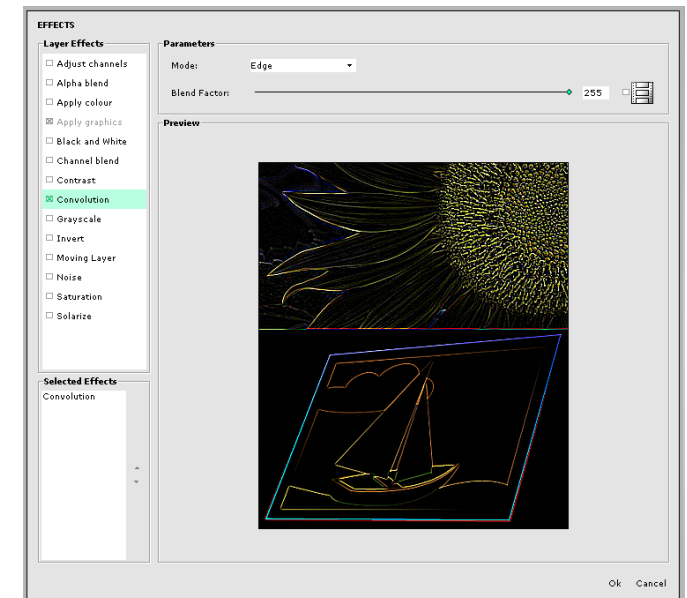 EFFECTS
Layer Effects
Adjust channels
Alpha blend
Apply colour
Apply graphics
Black and White
Channel blend
Contrast
Convolution
Grayscale
Invert
Moving Layer
Noise
Saturation
Solarize
Selected Effects
Convolution
Parameters
Mode: Edge
Blend Factor: 255
Preview
Ok Cancel